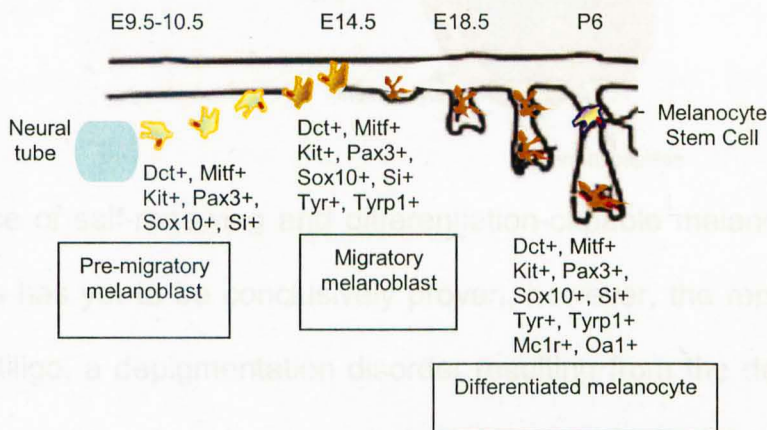 E9.5-10.5
E14.5
E18.5
P6
Neural
tube
Dct+, Mitf+
Kit+, Pax3+,
Sox10+, Si+
Pre-migratory
melanoblast
Dct+, Mitf+
Kit+, Pax3+,
Sox10+, Si+
Tyr+, Tyrp1+
Migratory
melanoblast
Melanocyte
Stem Cell
Dct+, Mitf+
Kit+, Pax3+,
Sox10+, Si+
Tyr+, Tyrp1+
Mc1r+, Oa1+
Differentiated melanocyte